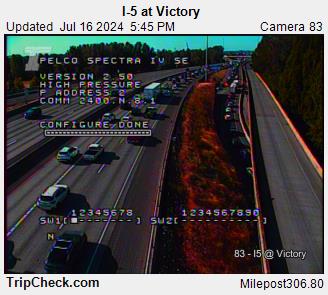 I-5 at Victory
Updated Jul 16 2024 5:45 PM Camera 83
PELCO SPECTRA IV SE
VERSION 2.50
HIGH PRESSURE
P ADDRESS 2
COMM 2400,N,8,1
CONFIGURE DONE
12345678 1234567890
SW1[ ] SW2[ ]
N
83 - I5 @ Victory
TripCheck.com Milepost306.80